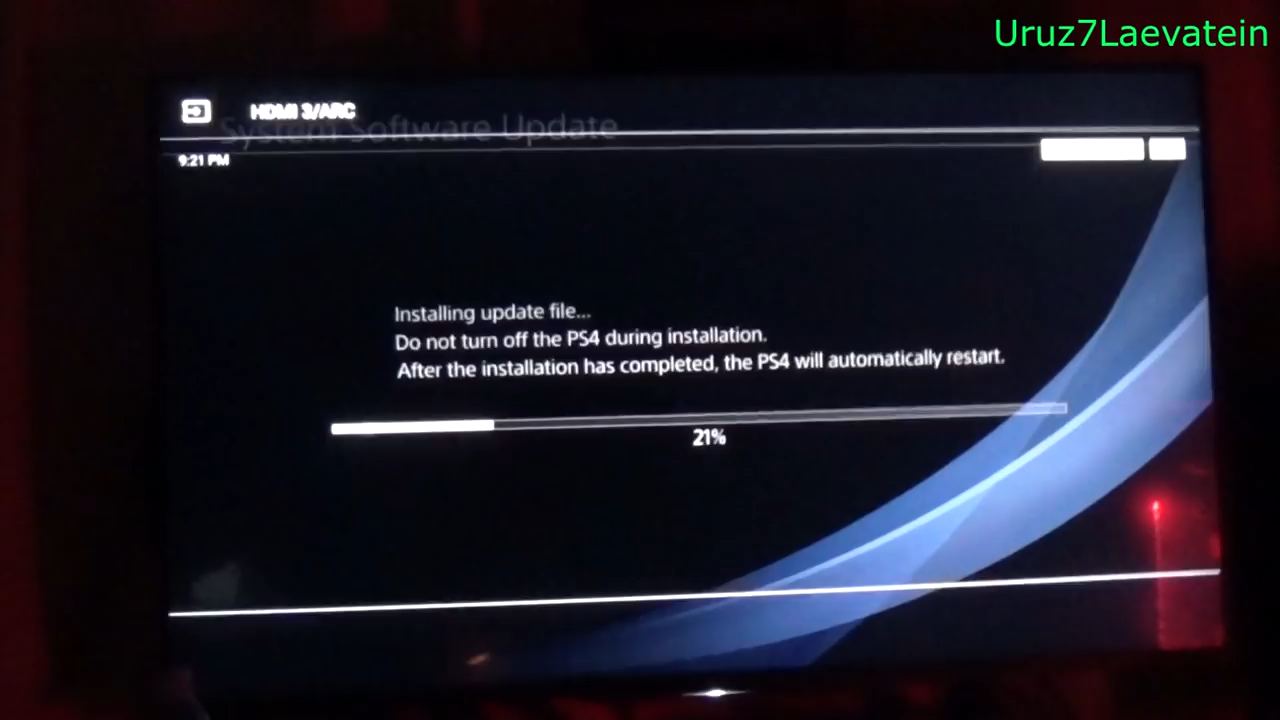 Uruz7Laevatein
HDMI 3/ARC
System Software Update
9:21 PM
Installing update file...
Do not turn off the PS4 during installation.
After the installation has completed, the PS4 will automatically restart.
21%